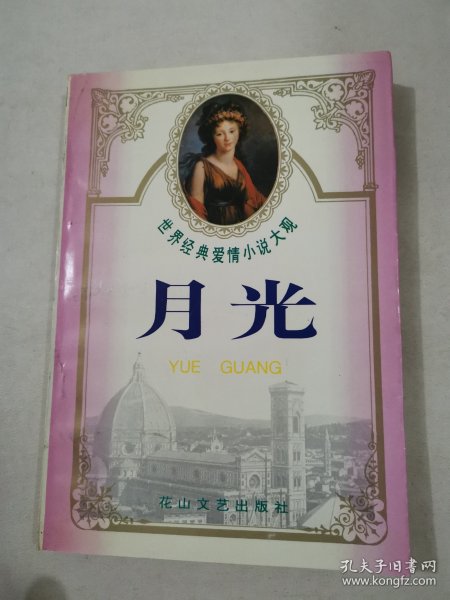 世界经典爱情小说大观
月光
YUE GUANG
花山文艺出版社
孔夫子旧书网
www.kongfz.com